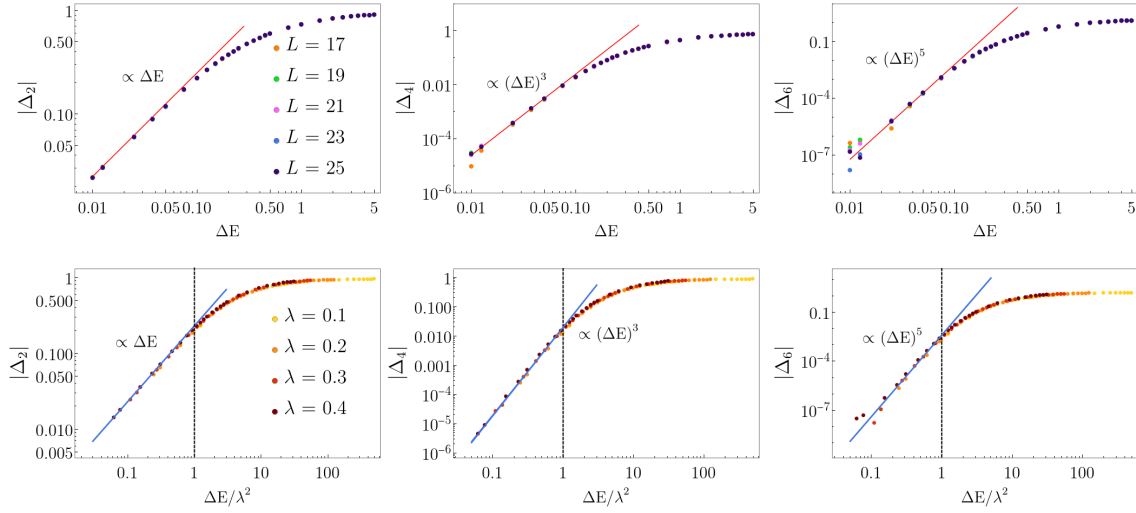 |Δ₂|
1
0.50
0.10
0.05
∝ ΔE
L = 17
L = 19
L = 21
L = 23
L = 25
0.01 0.05 0.10 0.50 1 5
ΔE
|Δ₄|
1
0.01
10⁻⁴
10⁻⁶
∝ (ΔE)³
0.01 0.05 0.10 0.50 1 5
ΔE
|Δ₆|
0.1
10⁻⁴
10⁻⁷
∝ (ΔE)⁵
0.01 0.05 0.10 0.50 1 5
ΔE
|Δ₂|
1
0.500
0.100
0.050
0.010
0.005
∝ ΔE
λ = 0.1
λ = 0.2
λ = 0.3
λ = 0.4
0.1 1 10 100
ΔE/λ²
|Δ₄|
1
0.100
0.010
0.001
10⁻⁴
10⁻⁵
10⁻⁶
∝ (ΔE)³
0.1 1 10 100
ΔE/λ²
|Δ₆|
0.1
10⁻⁴
10⁻⁷
∝ (ΔE)⁵
0.1 1 10 100
ΔE/λ²